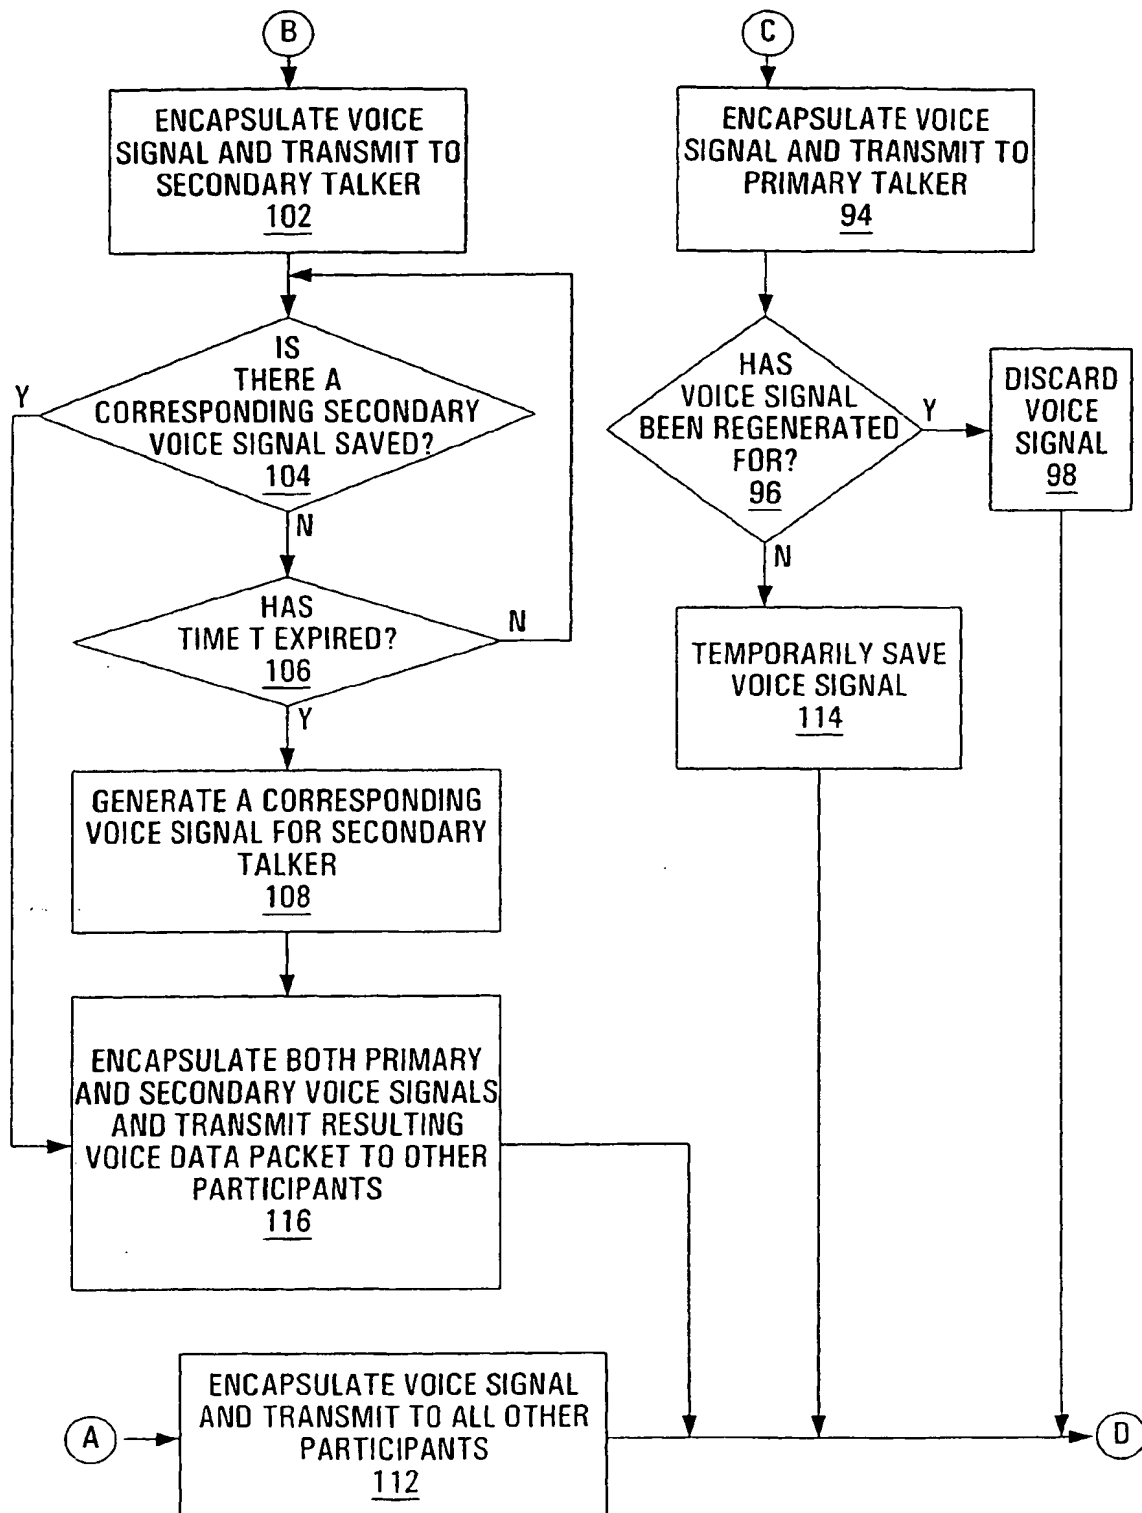 B
ENCAPSULATE VOICE
SIGNAL AND TRANSMIT TO
SECONDARY TALKER
102
IS
THERE A
CORRESPONDING SECONDARY
VOICE SIGNAL SAVED?
104
Y
N
HAS
TIME T EXPIRED?
106
N
Y
GENERATE A CORRESPONDING
VOICE SIGNAL FOR SECONDARY
TALKER
108
ENCAPSULATE BOTH PRIMARY
AND SECONDARY VOICE SIGNALS
AND TRANSMIT RESULTING
VOICE DATA PACKET TO OTHER
PARTICIPANTS
116
C
ENCAPSULATE VOICE
SIGNAL AND TRANSMIT TO
PRIMARY TALKER
94
HAS
VOICE SIGNAL
BEEN REGENERATED
FOR?
96
Y
DISCARD
VOICE
SIGNAL
98
N
TEMPORARILY SAVE
VOICE SIGNAL
114
A
ENCAPSULATE VOICE SIGNAL
AND TRANSMIT TO ALL OTHER
PARTICIPANTS
112
D